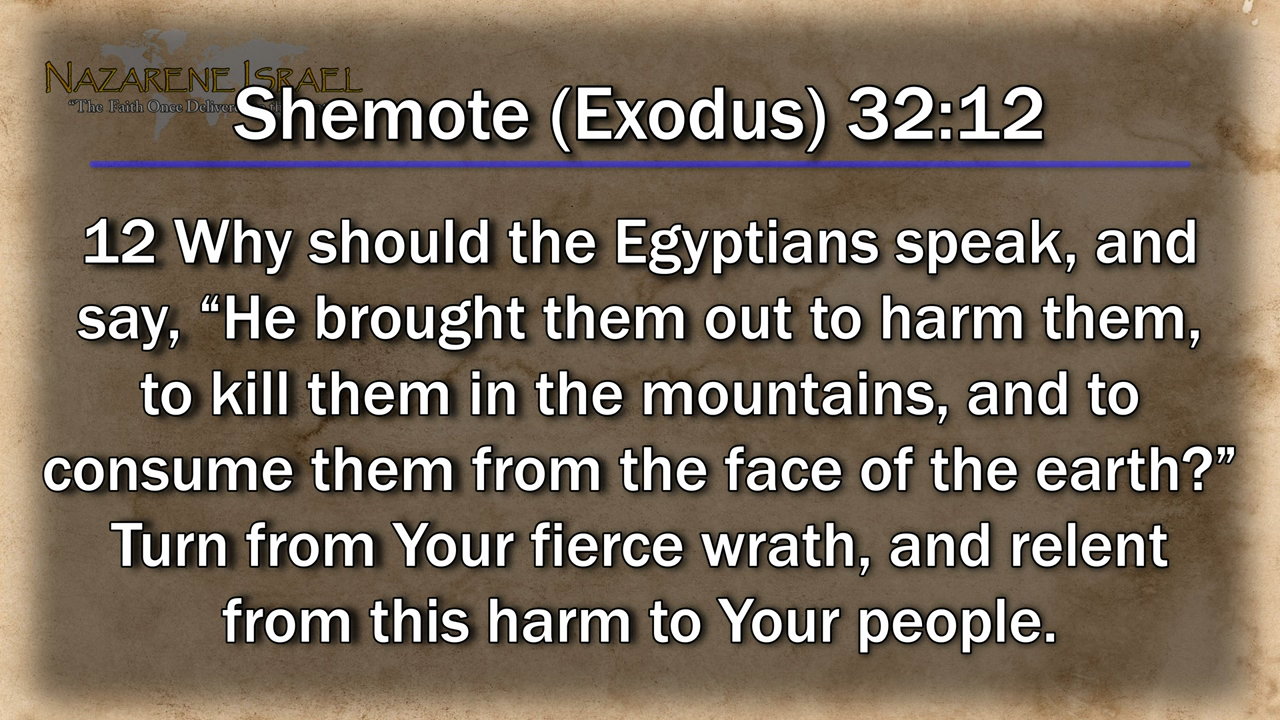 NAZARENE ISRAEL
“The Faith Once Deliver
Shemote (Exodus) 32:12
12 Why should the Egyptians speak, and
say, “He brought them out to harm them,
to kill them in the mountains, and to
consume them from the face of the earth?”
Turn from Your fierce wrath, and relent
from this harm to Your people.